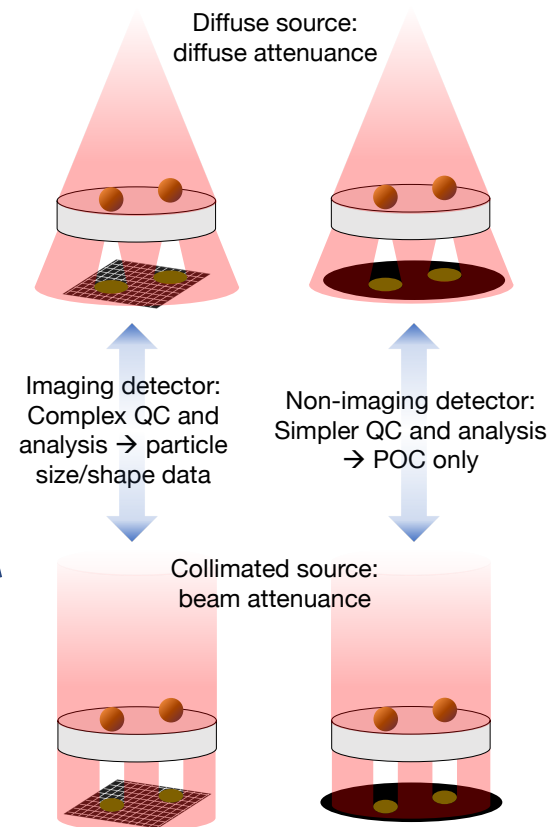 Diffuse source:
diffuse attenuance
Imaging detector:
Complex QC and
analysis → particle
size/shape data
Non-imaging detector:
Simpler QC and analysis
→ POC only
Collimated source:
beam attenuance